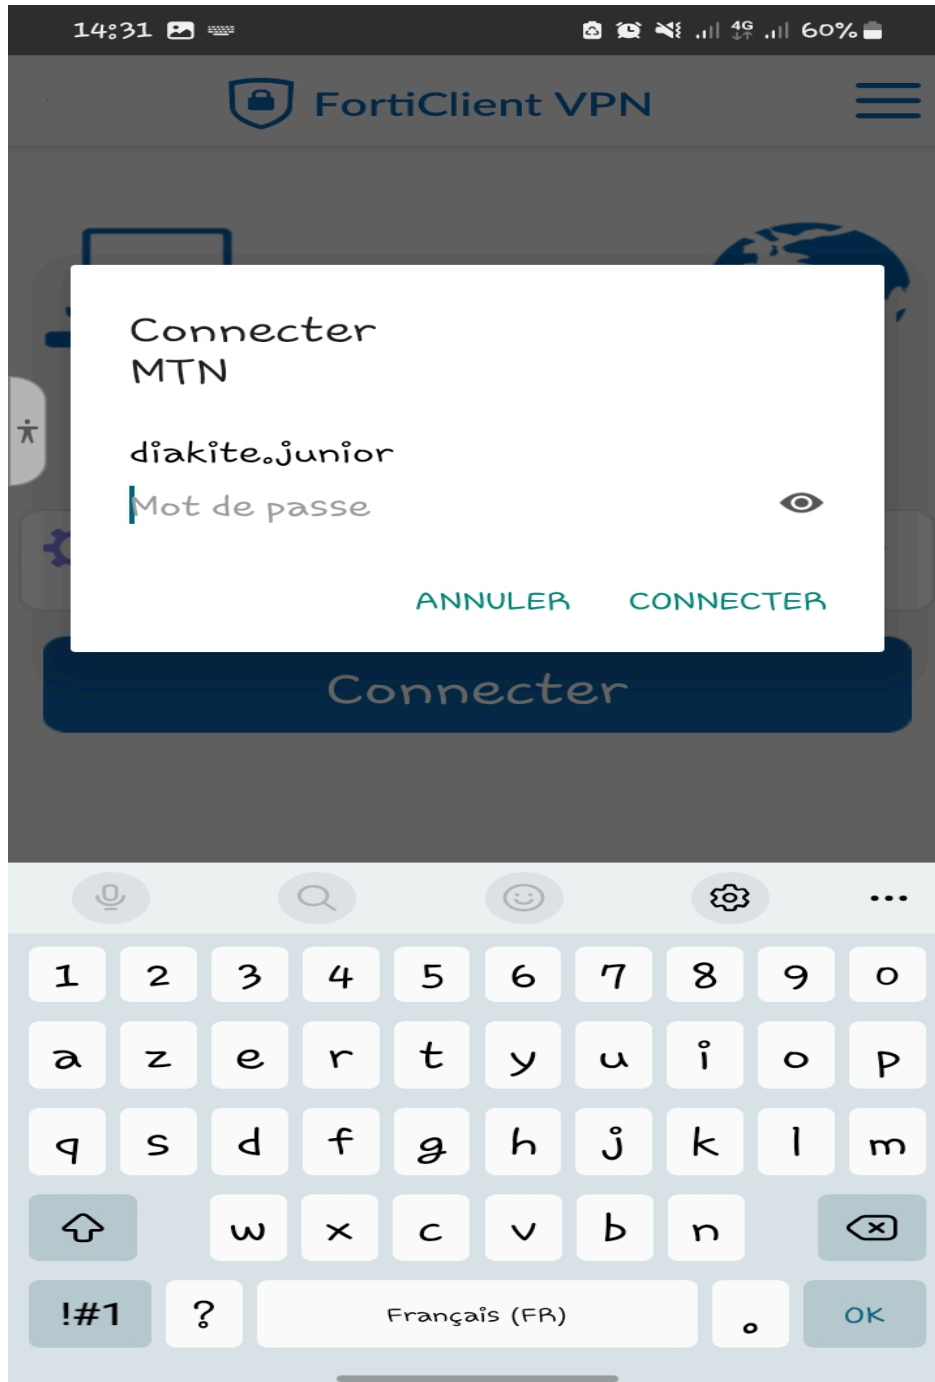 14:31 4G 60%
FortiClient VPN
Connecter
MTN
diakite.junior
Mot de passe
ANNULER CONNECTER
Connecter
1 2 3 4 5 6 7 8 9 0
a z e r t y u i o p
q s d f g h j k l m
w x c v b n
!#1 ? Français (FR) . OK